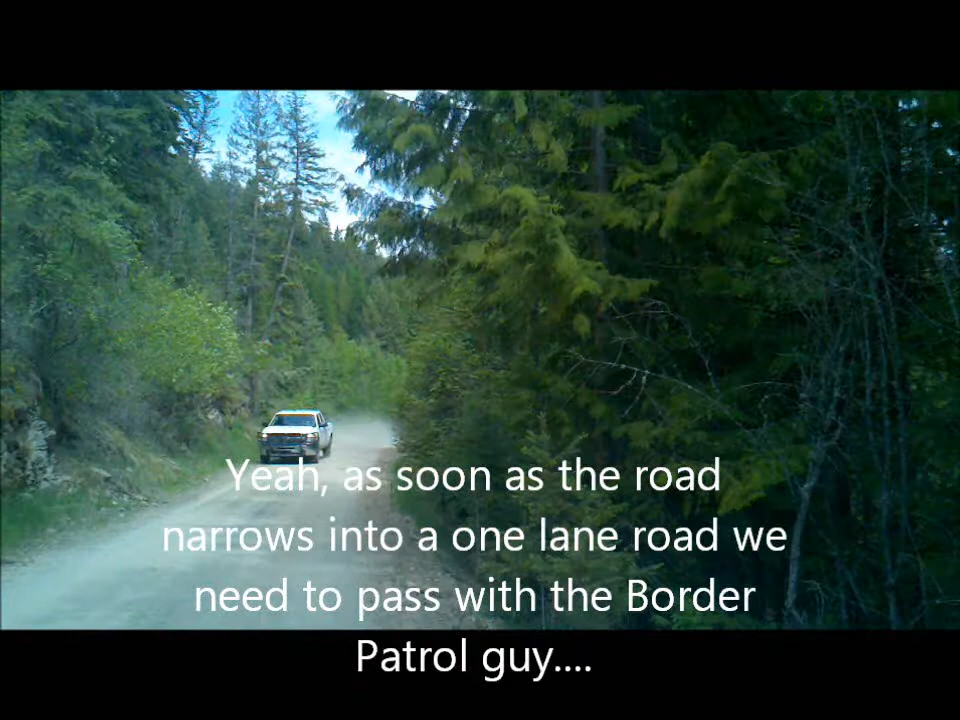 Yeah, as soon as the road
narrows into a one lane road we
need to pass with the Border
Patrol guy....